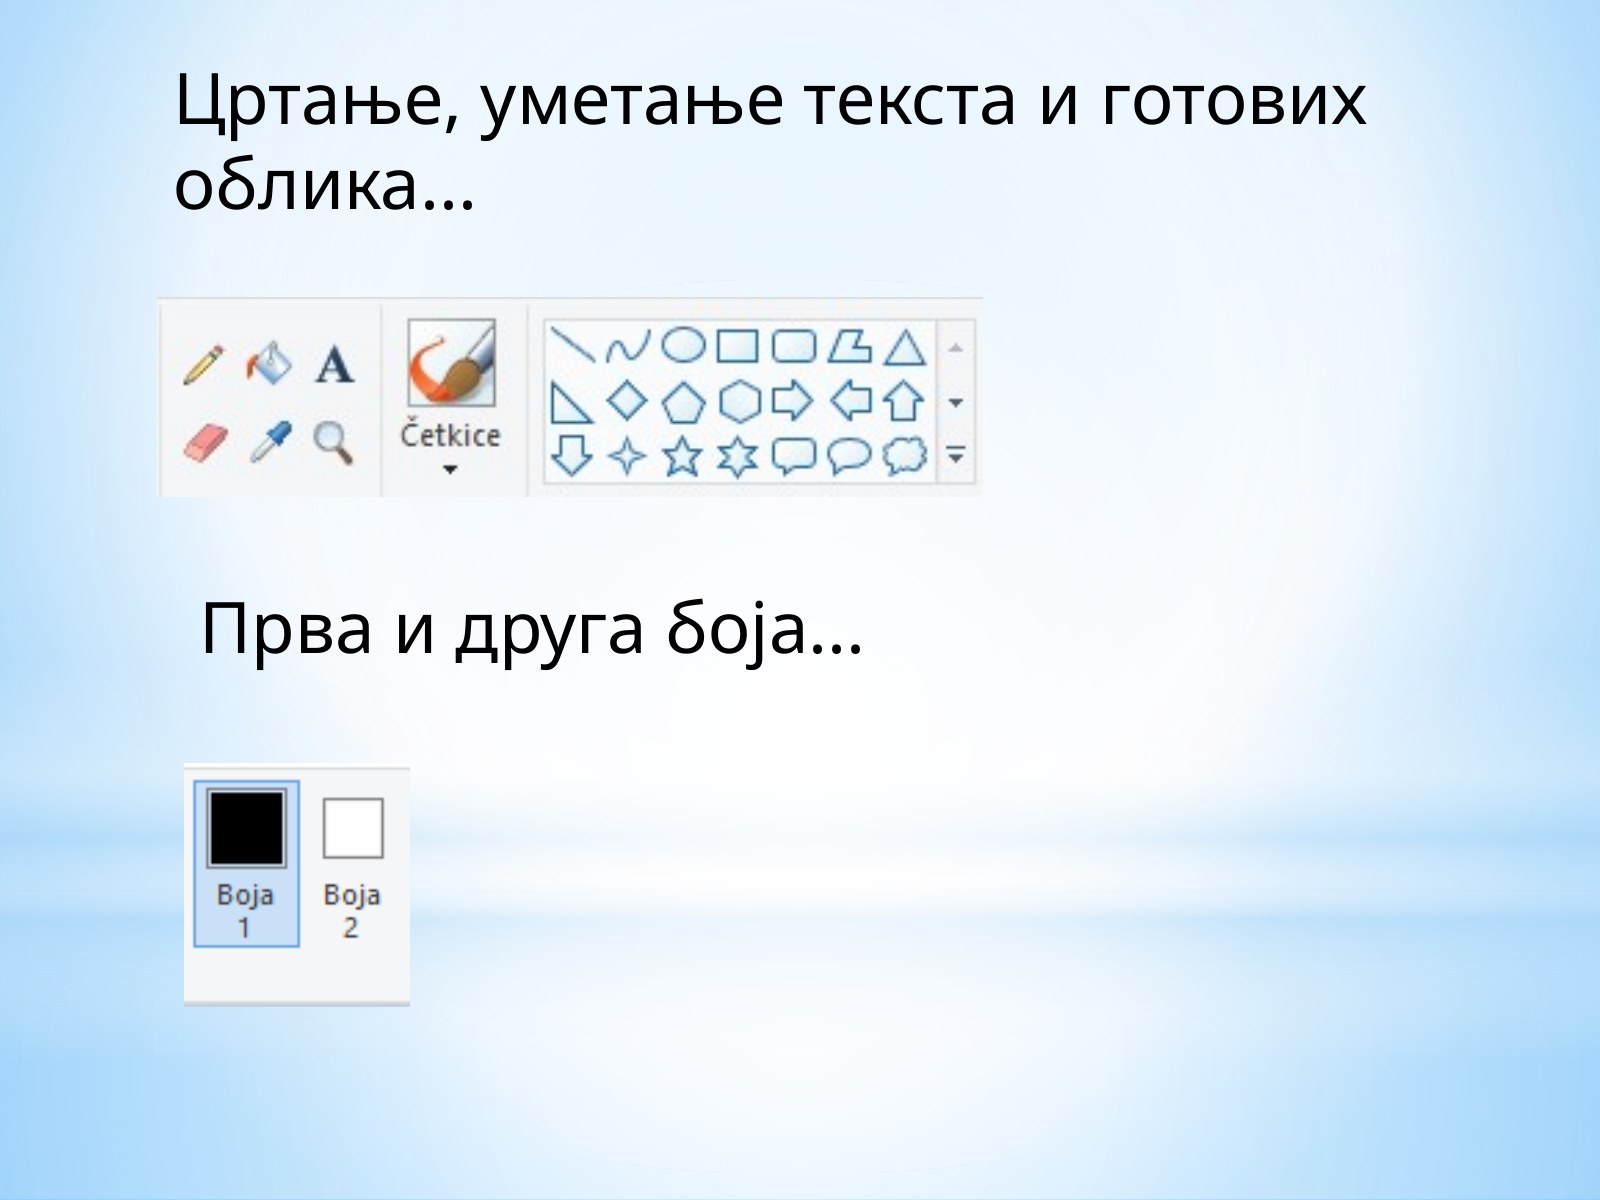 Цртање, уметање текста и готових
облика...
A
Četkice
Прва и друга боја...
Boja Boja
1 2